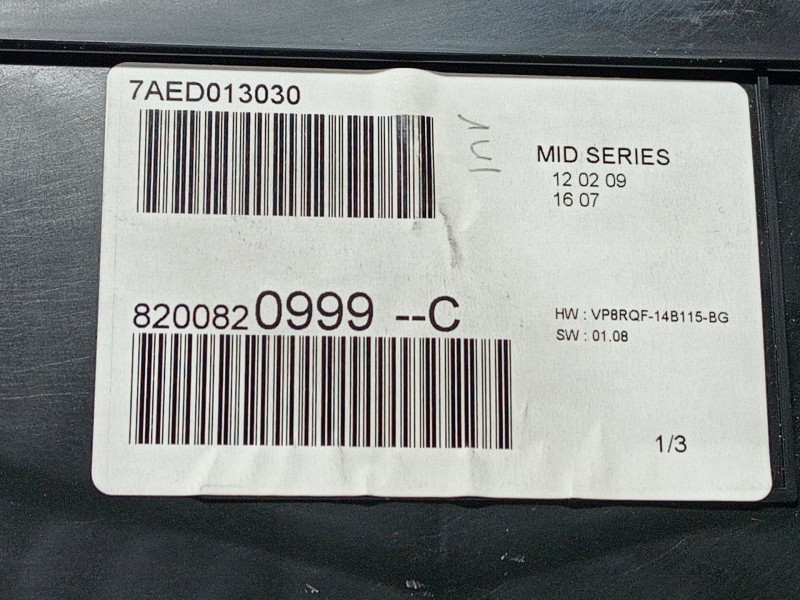 7AED013030
MID SERIES
12 02 09
16 07
8200820999 --C
HW : VP8RQF-14B115-BG
SW : 01.08
1/3